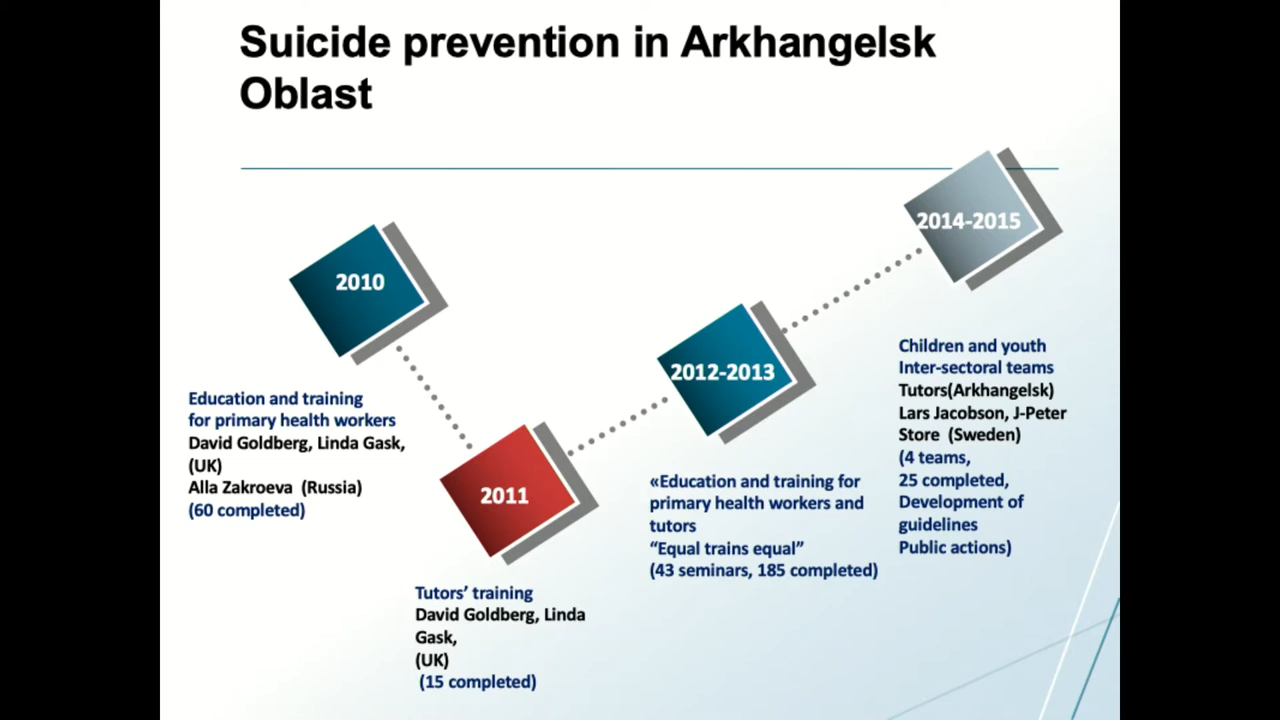 Suicide prevention in Arkhangelsk
Oblast
2010
Education and training
for primary health workers
David Goldberg, Linda Gask,
(UK)
Alla Zakroeva (Russia)
(60 completed)
2011
Tutors' training
David Goldberg, Linda
Gask,
(UK)
(15 completed)
2012-2013
«Education and training for
primary health workers and
tutors
“Equal trains equal”
(43 seminars, 185 completed)
2014-2015
Children and youth
Inter-sectoral teams
Tutors(Arkhangelsk)
Lars Jacobson, J-Peter
Store (Sweden)
(4 teams,
25 completed,
Development of
guidelines
Public actions)